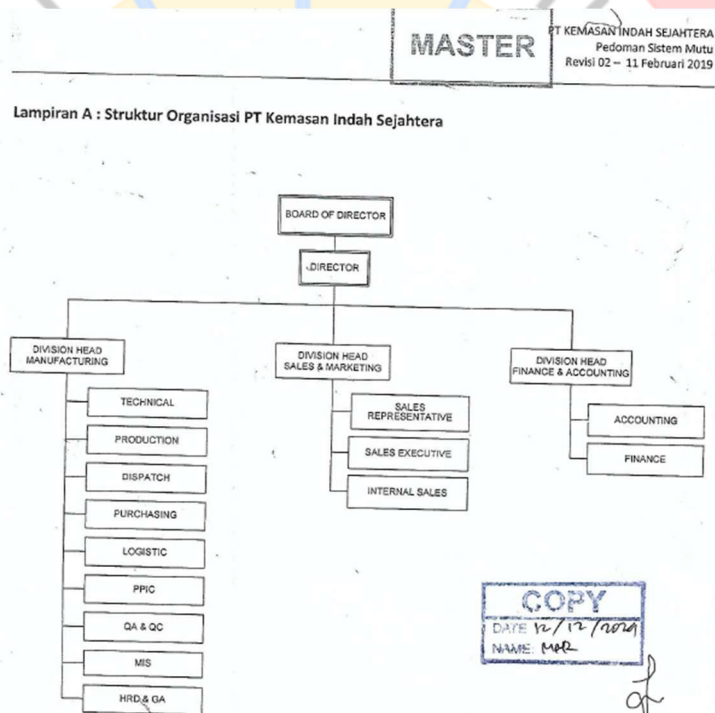 MASTER
PT KEMASAN INDAH SEJAHTERA
Pedoman Sistem Mutu
Revisi 02 – 11 Februari 2019
Lampiran A : Struktur Organisasi PT Kemasan Indah Sejahtera
BOARD OF DIRECTOR
DIRECTOR
DIVISION HEAD
MANUFACTURING
TECHNICAL
PRODUCTION
DISPATCH
PURCHASING
LOGISTIC
PPIC
QA & QC
MIS
HRD & GA
DIVISION HEAD
SALES & MARKETING
SALES
REPRESENTATIVE
SALES EXECUTIVE
INTERNAL SALES
DIVISION HEAD
FINANCE & ACCOUNTING
ACCOUNTING
FINANCE
COPY
DATE 12/12/2029
NAME: MAR